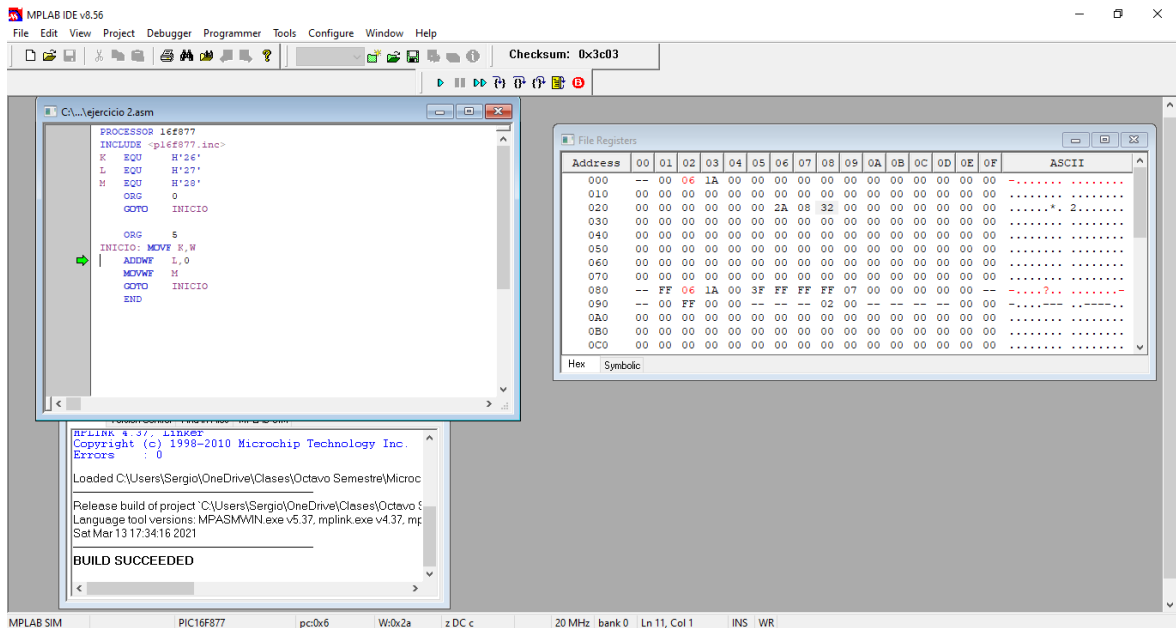 MPLAB IDE v8.56
File Edit View Project Debugger Programmer Tools Configure Window Help
Checksum: 0x3c03
C:\...\ejercicio 2.asm
PROCESSOR 16f877
INCLUDE <p16f877.inc>
K EQU H'26'
L EQU H'27'
M EQU H'28'
ORG 0
GOTO INICIO
ORG 5
INICIO: MOVF K,W
ADDWF L,0
MOVWF M
GOTO INICIO
END
File Registers
Address 00 01 02 03 04 05 06 07 08 09 0A 0B 0C 0D 0E 0F ASCII
000 -- 00 06 1A 00 00 00 00 00 00 00 00 00 00 00 00 -....... ........
010 00 00 00 00 00 00 00 00 00 00 00 00 00 00 00 00 ........ ........
020 00 00 00 00 00 00 2A 08 32 00 00 00 00 00 00 00 ......*. 2.......
030 00 00 00 00 00 00 00 00 00 00 00 00 00 00 00 00 ........ ........
040 00 00 00 00 00 00 00 00 00 00 00 00 00 00 00 00 ........ ........
050 00 00 00 00 00 00 00 00 00 00 00 00 00 00 00 00 ........ ........
060 00 00 00 00 00 00 00 00 00 00 00 00 00 00 00 00 ........ ........
070 00 00 00 00 00 00 00 00 00 00 00 00 00 00 00 00 ........ ........
080 -- FF 06 1A 00 3F FF FF FF 07 00 00 00 00 00 -- -....?.. .......-
090 -- 00 FF 00 00 -- -- -- 02 00 -- -- -- -- 00 00 -....--- ..----..
0A0 00 00 00 00 00 00 00 00 00 00 00 00 00 00 00 00 ........ ........
0B0 00 00 00 00 00 00 00 00 00 00 00 00 00 00 00 00 ........ ........
0C0 00 00 00 00 00 00 00 00 00 00 00 00 00 00 00 00 ........ ........
Hex Symbolic
MPLINK 4.37, Linker
Copyright (c) 1998-2010 Microchip Technology Inc.
Errors : 0
Loaded C:\Users\Sergio\OneDrive\Clases\Octavo Semestre\Microc
Release build of project `C:\Users\Sergio\OneDrive\Clases\Octavo
Language tool versions: MPASMWIN.exe v5.37, mplink.exe v4.37, mp
Sat Mar 13 17:34:16 2021
BUILD SUCCEEDED
MPLAB SIM PIC16F877 pc:0x6 W:0x2a z DC c 20 MHz bank 0 Ln 11, Col 1 INS WR